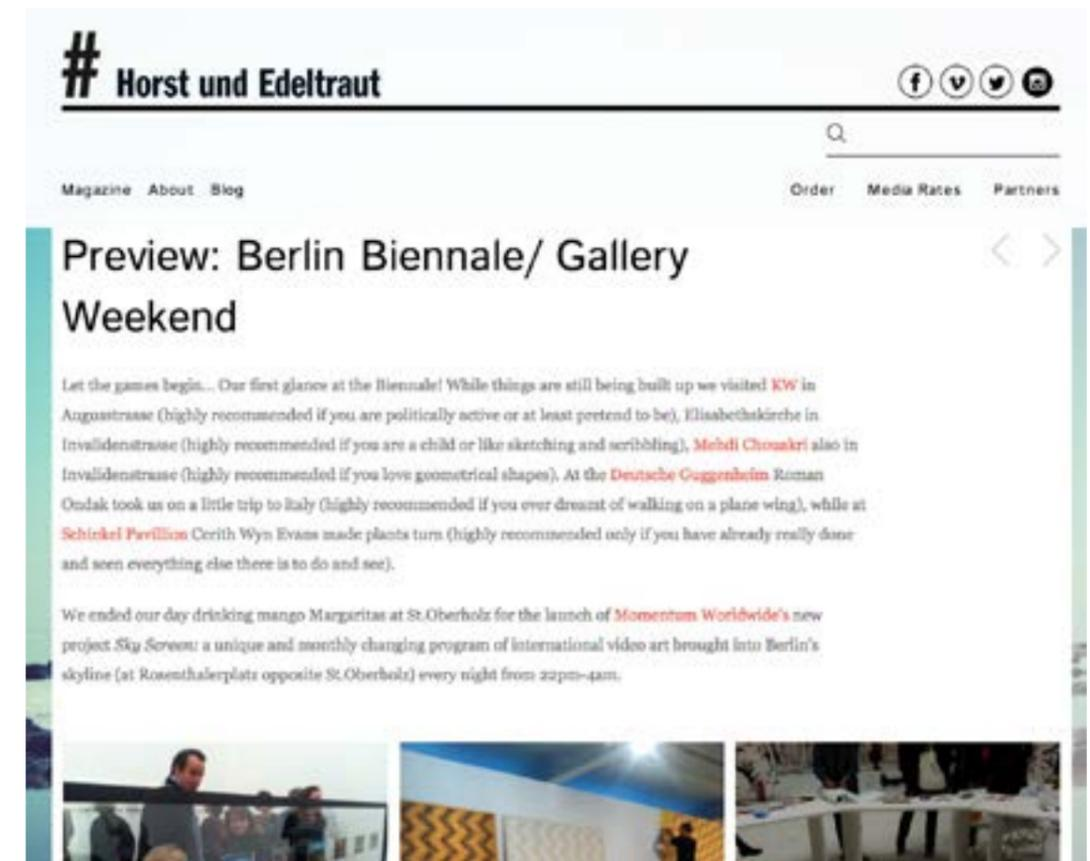 # Horst und Edeltraut
Magazine About Blog
Order Media Rates Partners
Preview: Berlin Biennale/ Gallery
Weekend
Let the games begin... Our first glance at the Biennale! While things are still being built up we visited KW in
Augusstrasse (highly recommended if you are politically active or at least pretend to be), Elisabethskirche in
Invalidenstrasse (highly recommended if you are a child or like sketching and scribbling), Mehdi Chouakri also in
Invalidenstrasse (highly recommended if you love geometrical shapes). At the Deutsche Guggenheim Roman
Ondak took us on a little trip to Italy (highly recommended if you ever dreamt of walking on a plane wing), while at
Schinkel Pavillion Cerith Wyn Evans made plants turn (highly recommended only if you have already really done
and seen everything else there is to do and see).
We ended our day drinking mango Margaritas at St.Oberholz for the launch of Momentum Worldwide's new
project Sky Screen: a unique and monthly changing program of international video art brought into Berlin's
skyline (at Rosenthalerplatz opposite St.Oberholz) every night from 22pm-4am.